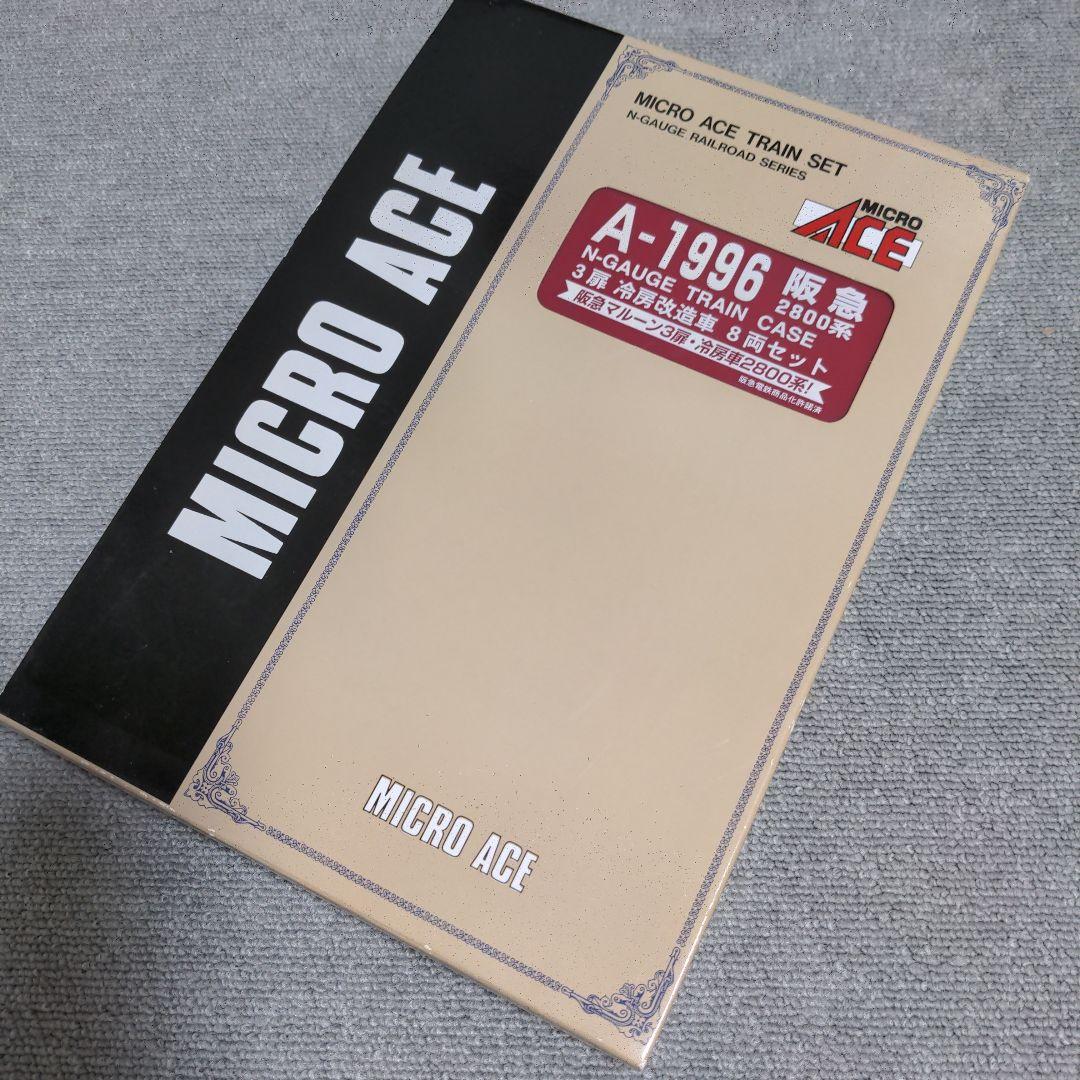 MICRO ACE
MICRO ACE TRAIN SET
N-GAUGE RAILROAD SERIES
MICRO
ACE
A-1996 阪急
2800系
N-GAUGE TRAIN CASE
3扉 冷房改造車 8両セット
阪急マルーン3扉・冷房車2800系!
阪急電鉄商品化許諾済
MICRO ACE